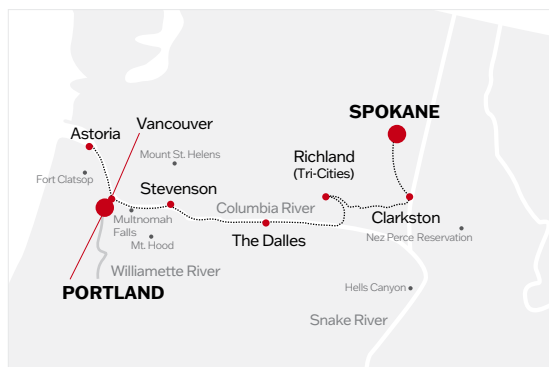 SPOKANE
Vancouver
Astoria
Mount St. Helens
Richland
(Tri-Cities)
Fort Clatsop
Stevenson
Columbia River
Clarkston
Multnomah
Falls
The Dalles
Nez Perce Reservation
Mt. Hood
Williamette River
PORTLAND
Hells Canyon
Snake River